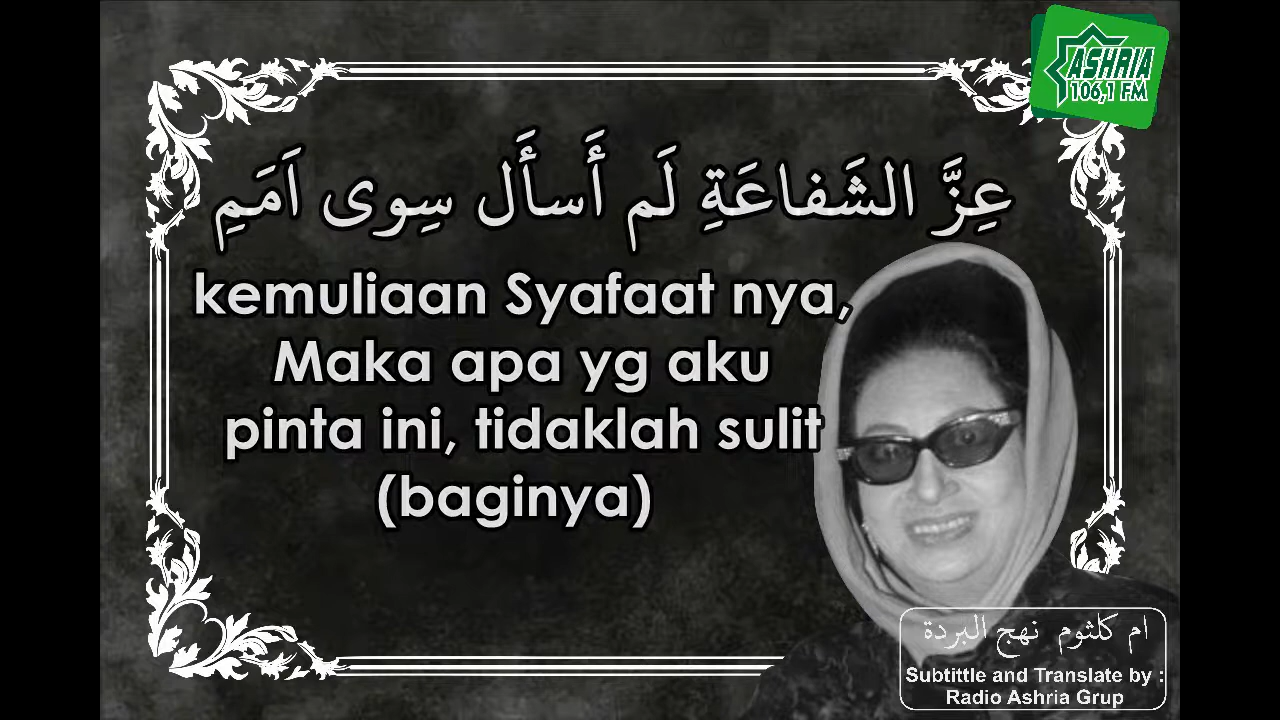 ASHRIA
106,1 FM
عِزَّ الشَفاعَةِ لَم أَسأَل سِوى اَمَمِ
kemuliaan Syafaat nya,
Maka apa yg aku
pinta ini, tidaklah sulit
(baginya)
ام كلثوم نهج البردة
Subtittle and Translate by :
Radio Ashria Grup